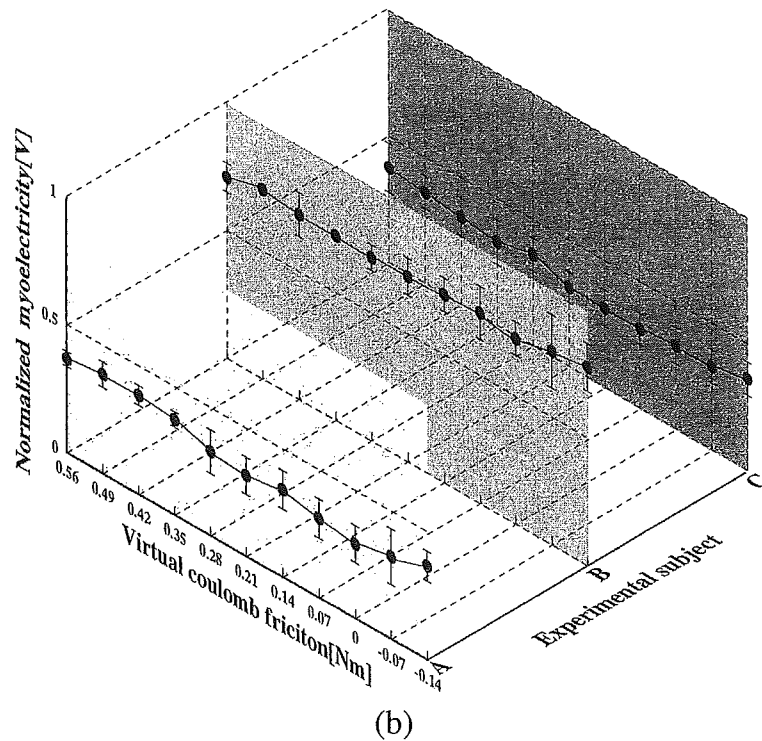 Normalized myoelectricity[V]
1
0.5
0
0.56
0.49
0.42
0.35
0.28
0.21
0.14
0.07
0
-0.07
-0.14
Virtual coulomb friciton[Nm]
A
B
C
Experimental subject
(b)